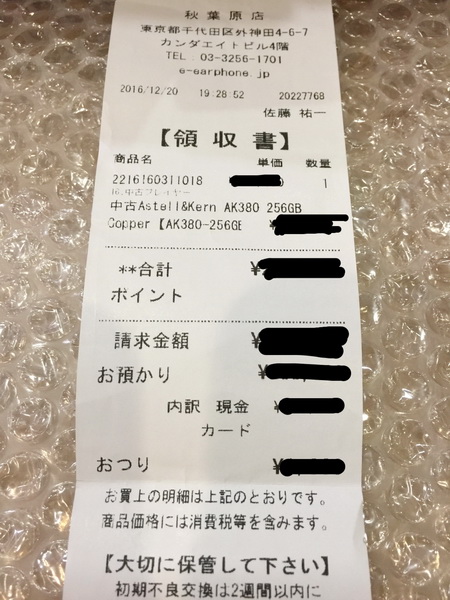 秋葉原店
東京都千代田区外神田4-6-7
カンダエイトビル4階
TEL 03-3256-1701
e-earphone.jp
2016/12/20 19:28:52 20227768
佐藤 祐一
【領収書】
商品名 単価 数量
2216160311018 1
16.中古プレイヤー
中古Astell&Kern AK380 256GB
Copper【AK380-256GB ¥
**合計 ¥
ポイント
請求金額 ¥
お預かり ¥
内訳 現金 ¥
カード
おつり ¥
お買上の明細は上記のとおりです。
商品価格には消費税等を含みます。
【大切に保管して下さい】
初期不良交換は2週間以内に